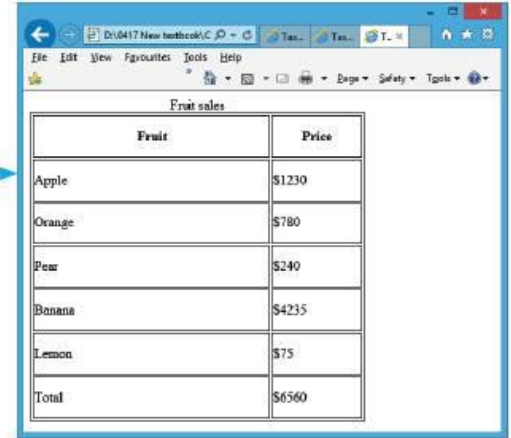 D:\0417 New textbook\C
Tas...
Tas...
T...
File Edit View Favourites Tools Help
Page Safety Tools
Fruit sales
Fruit Price
Apple $1230
Orange $780
Pear $240
Banana $4235
Lemon $75
Total $6560